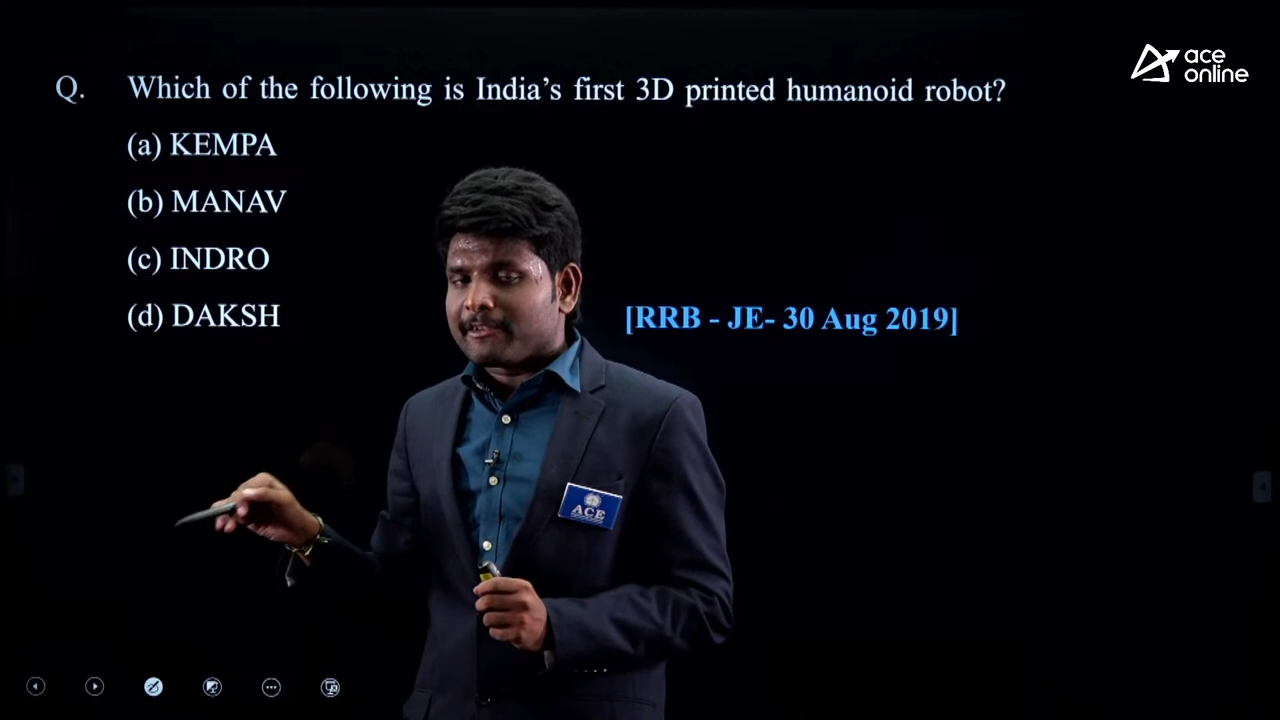 ace
online
Q. Which of the following is India’s first 3D printed humanoid robot?
(a) KEMPA
(b) MANAV
(c) INDRO
(d) DAKSH
[RRB - JE- 30 Aug 2019]
ACE